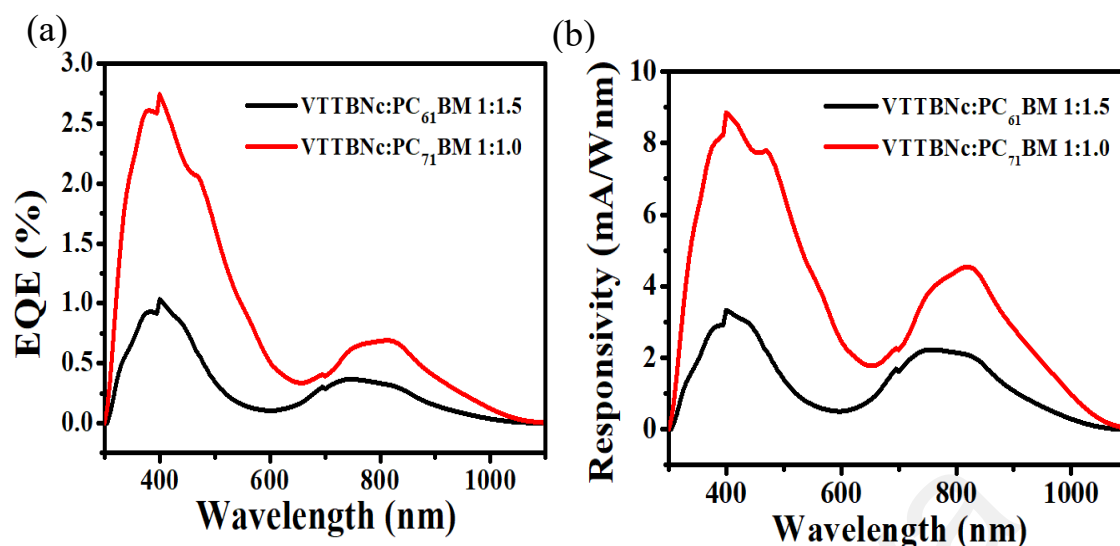 (a)
3.0
2.5
2.0
1.5
1.0
0.5
0.0
EQE (%)
VTTBNc:PC₆₁BM 1:1.5
VTTBNc:PC₇₁BM 1:1.0
400 600 800 1000
Wavelength (nm)
(b)
10
8
6
4
2
0
Responsivity (mA/Wnm)
VTTBNc:PC₆₁BM 1:1.5
VTTBNc:PC₇₁BM 1:1.0
400 600 800 1000
Wavelength (nm)